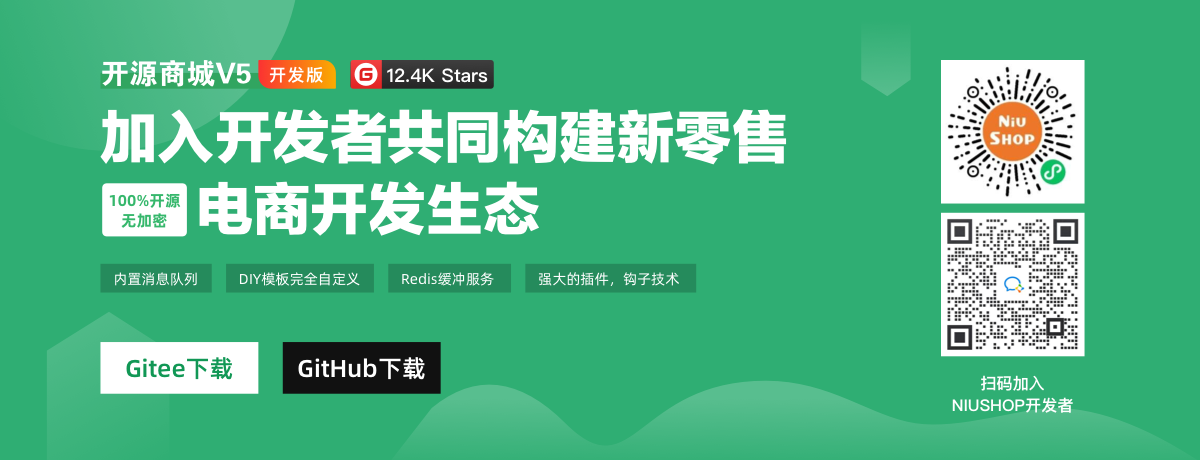 开源商城V5 开发版 G 12.4K Stars
加入开发者共同构建新零售
100%开源
无加密
电商开发生态
内置消息队列 DIY模板完全自定义 Redis缓冲服务 强大的插件，钩子技术
Gitee下载 GitHub下载
NiU
SHOP
扫码加入
NIUSHOP开发者